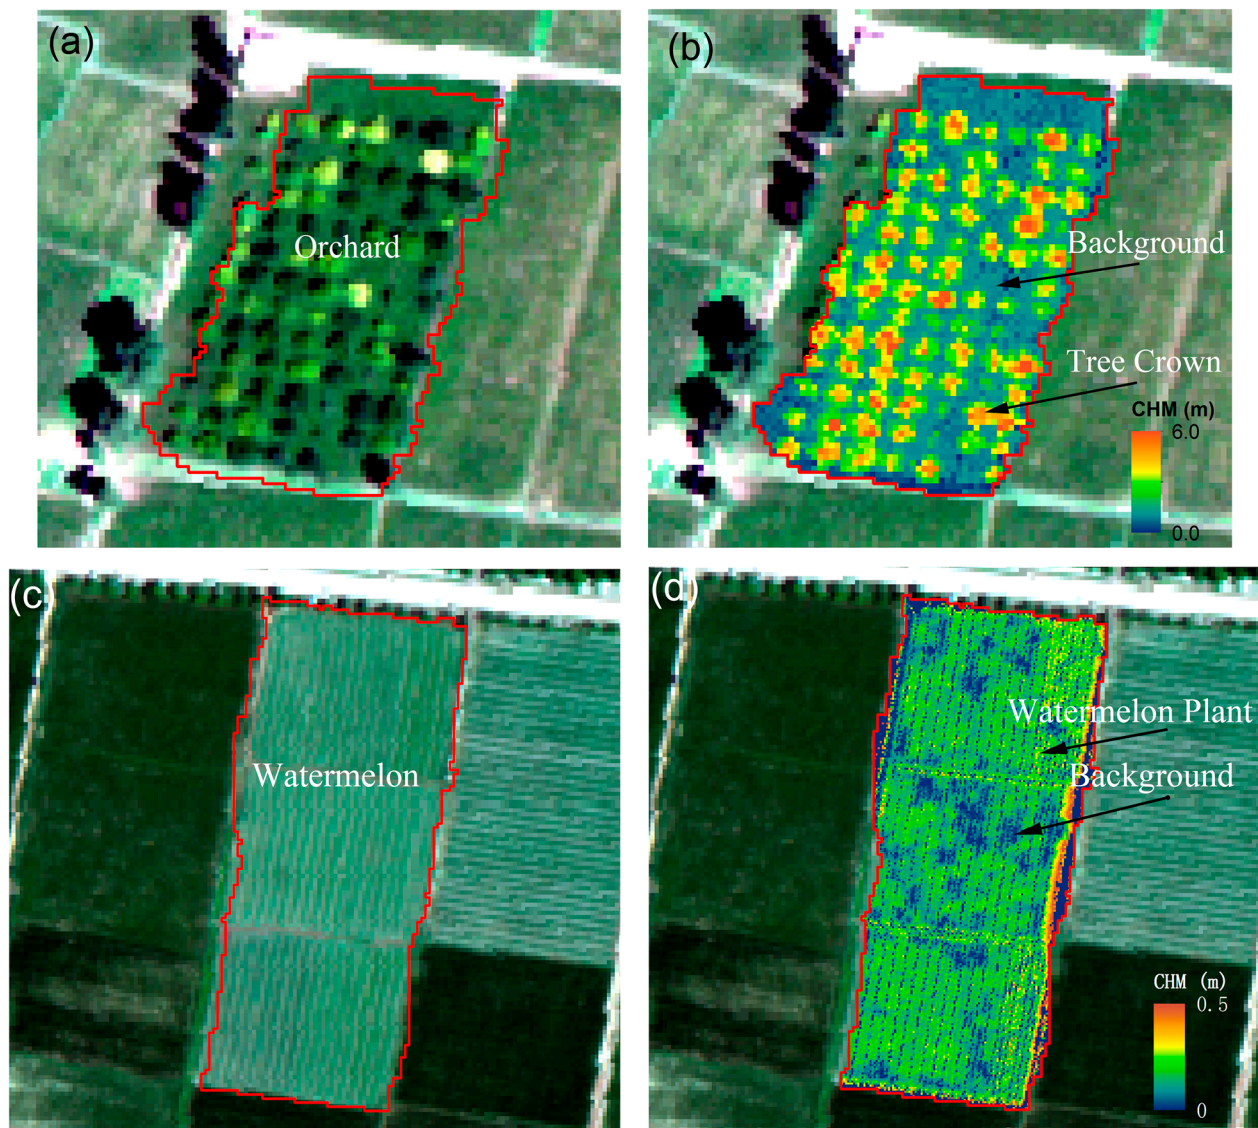 (a)
Orchard
(b)
Background
Tree Crown
CHM (m)
6.0
0.0
(c)
Watermelon
(d)
Watermelon Plant
Background
CHM (m)
0.5
0